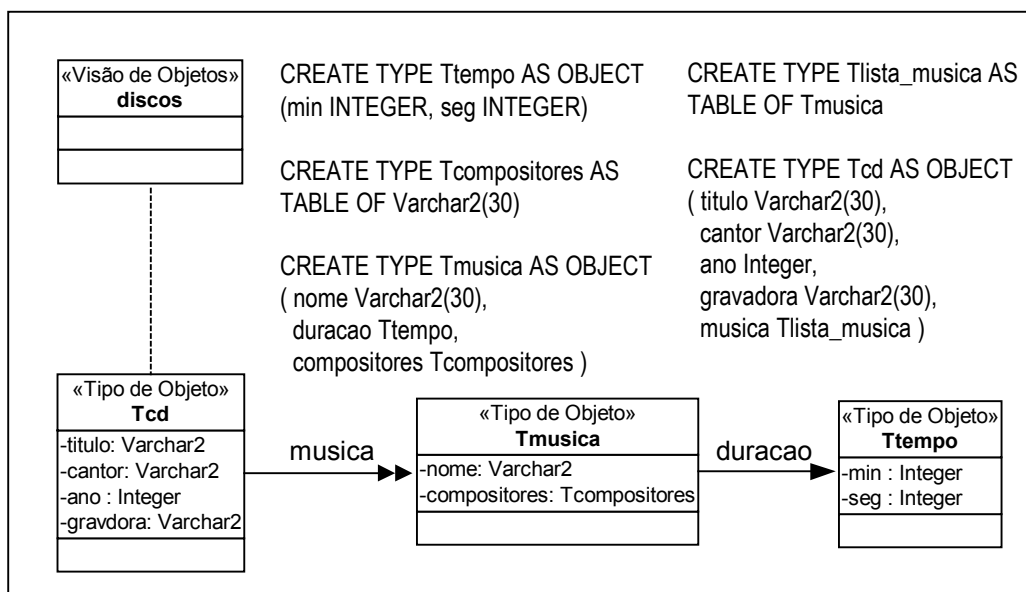 «Visão de Objetos»
discos
CREATE TYPE Ttempo AS OBJECT
(min INTEGER, seg INTEGER)
CREATE TYPE Tcompositores AS
TABLE OF Varchar2(30)
CREATE TYPE Tmusica AS OBJECT
( nome Varchar2(30),
duracao Ttempo,
compositores Tcompositores )
CREATE TYPE Tlista_musica AS
TABLE OF Tmusica
CREATE TYPE Tcd AS OBJECT
( titulo Varchar2(30),
cantor Varchar2(30),
ano Integer,
gravadora Varchar2(30),
musica Tlista_musica )
«Tipo de Objeto»
Tcd
-titulo: Varchar2
-cantor: Varchar2
-ano : Integer
-gravdora: Varchar2
musica
«Tipo de Objeto»
Tmusica
-nome: Varchar2
-compositores: Tcompositores
duracao
«Tipo de Objeto»
Ttempo
-min : Integer
-seg : Integer